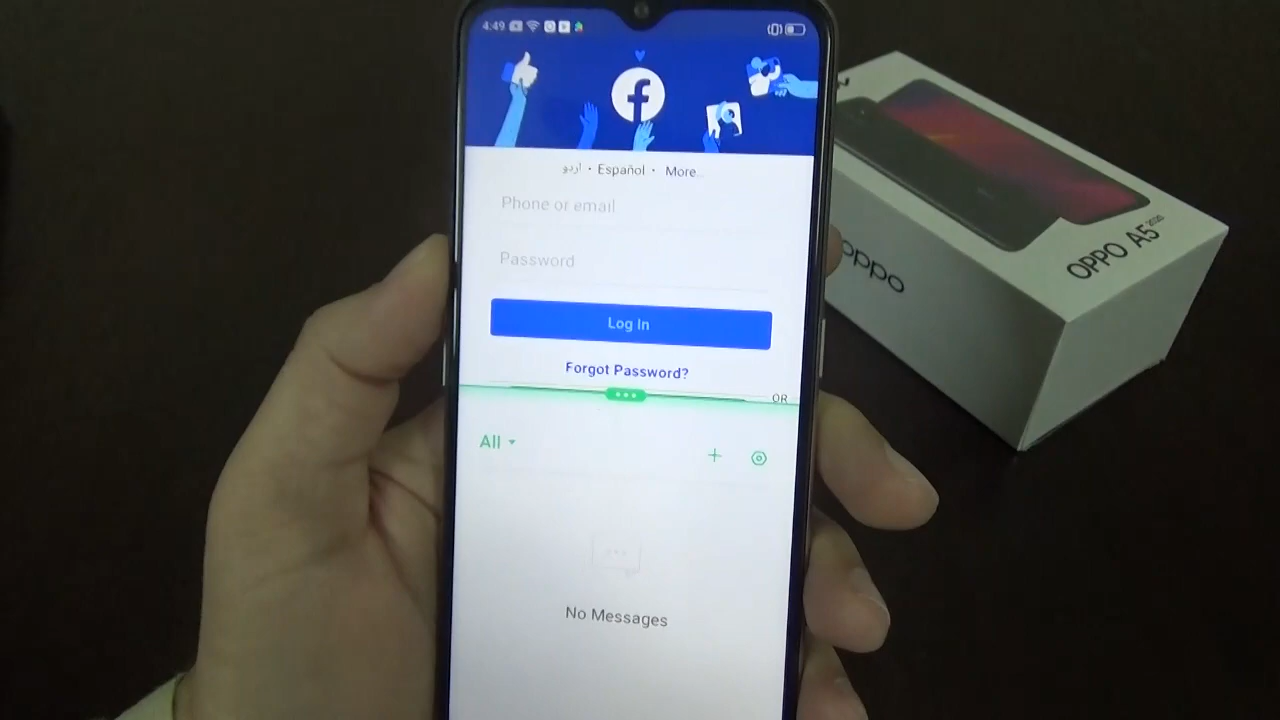 4:49
اردو · Español · More...
Phone or email
Password
Log In
Forgot Password?
OR
All
No Messages
oppo
OPPO A5 2020